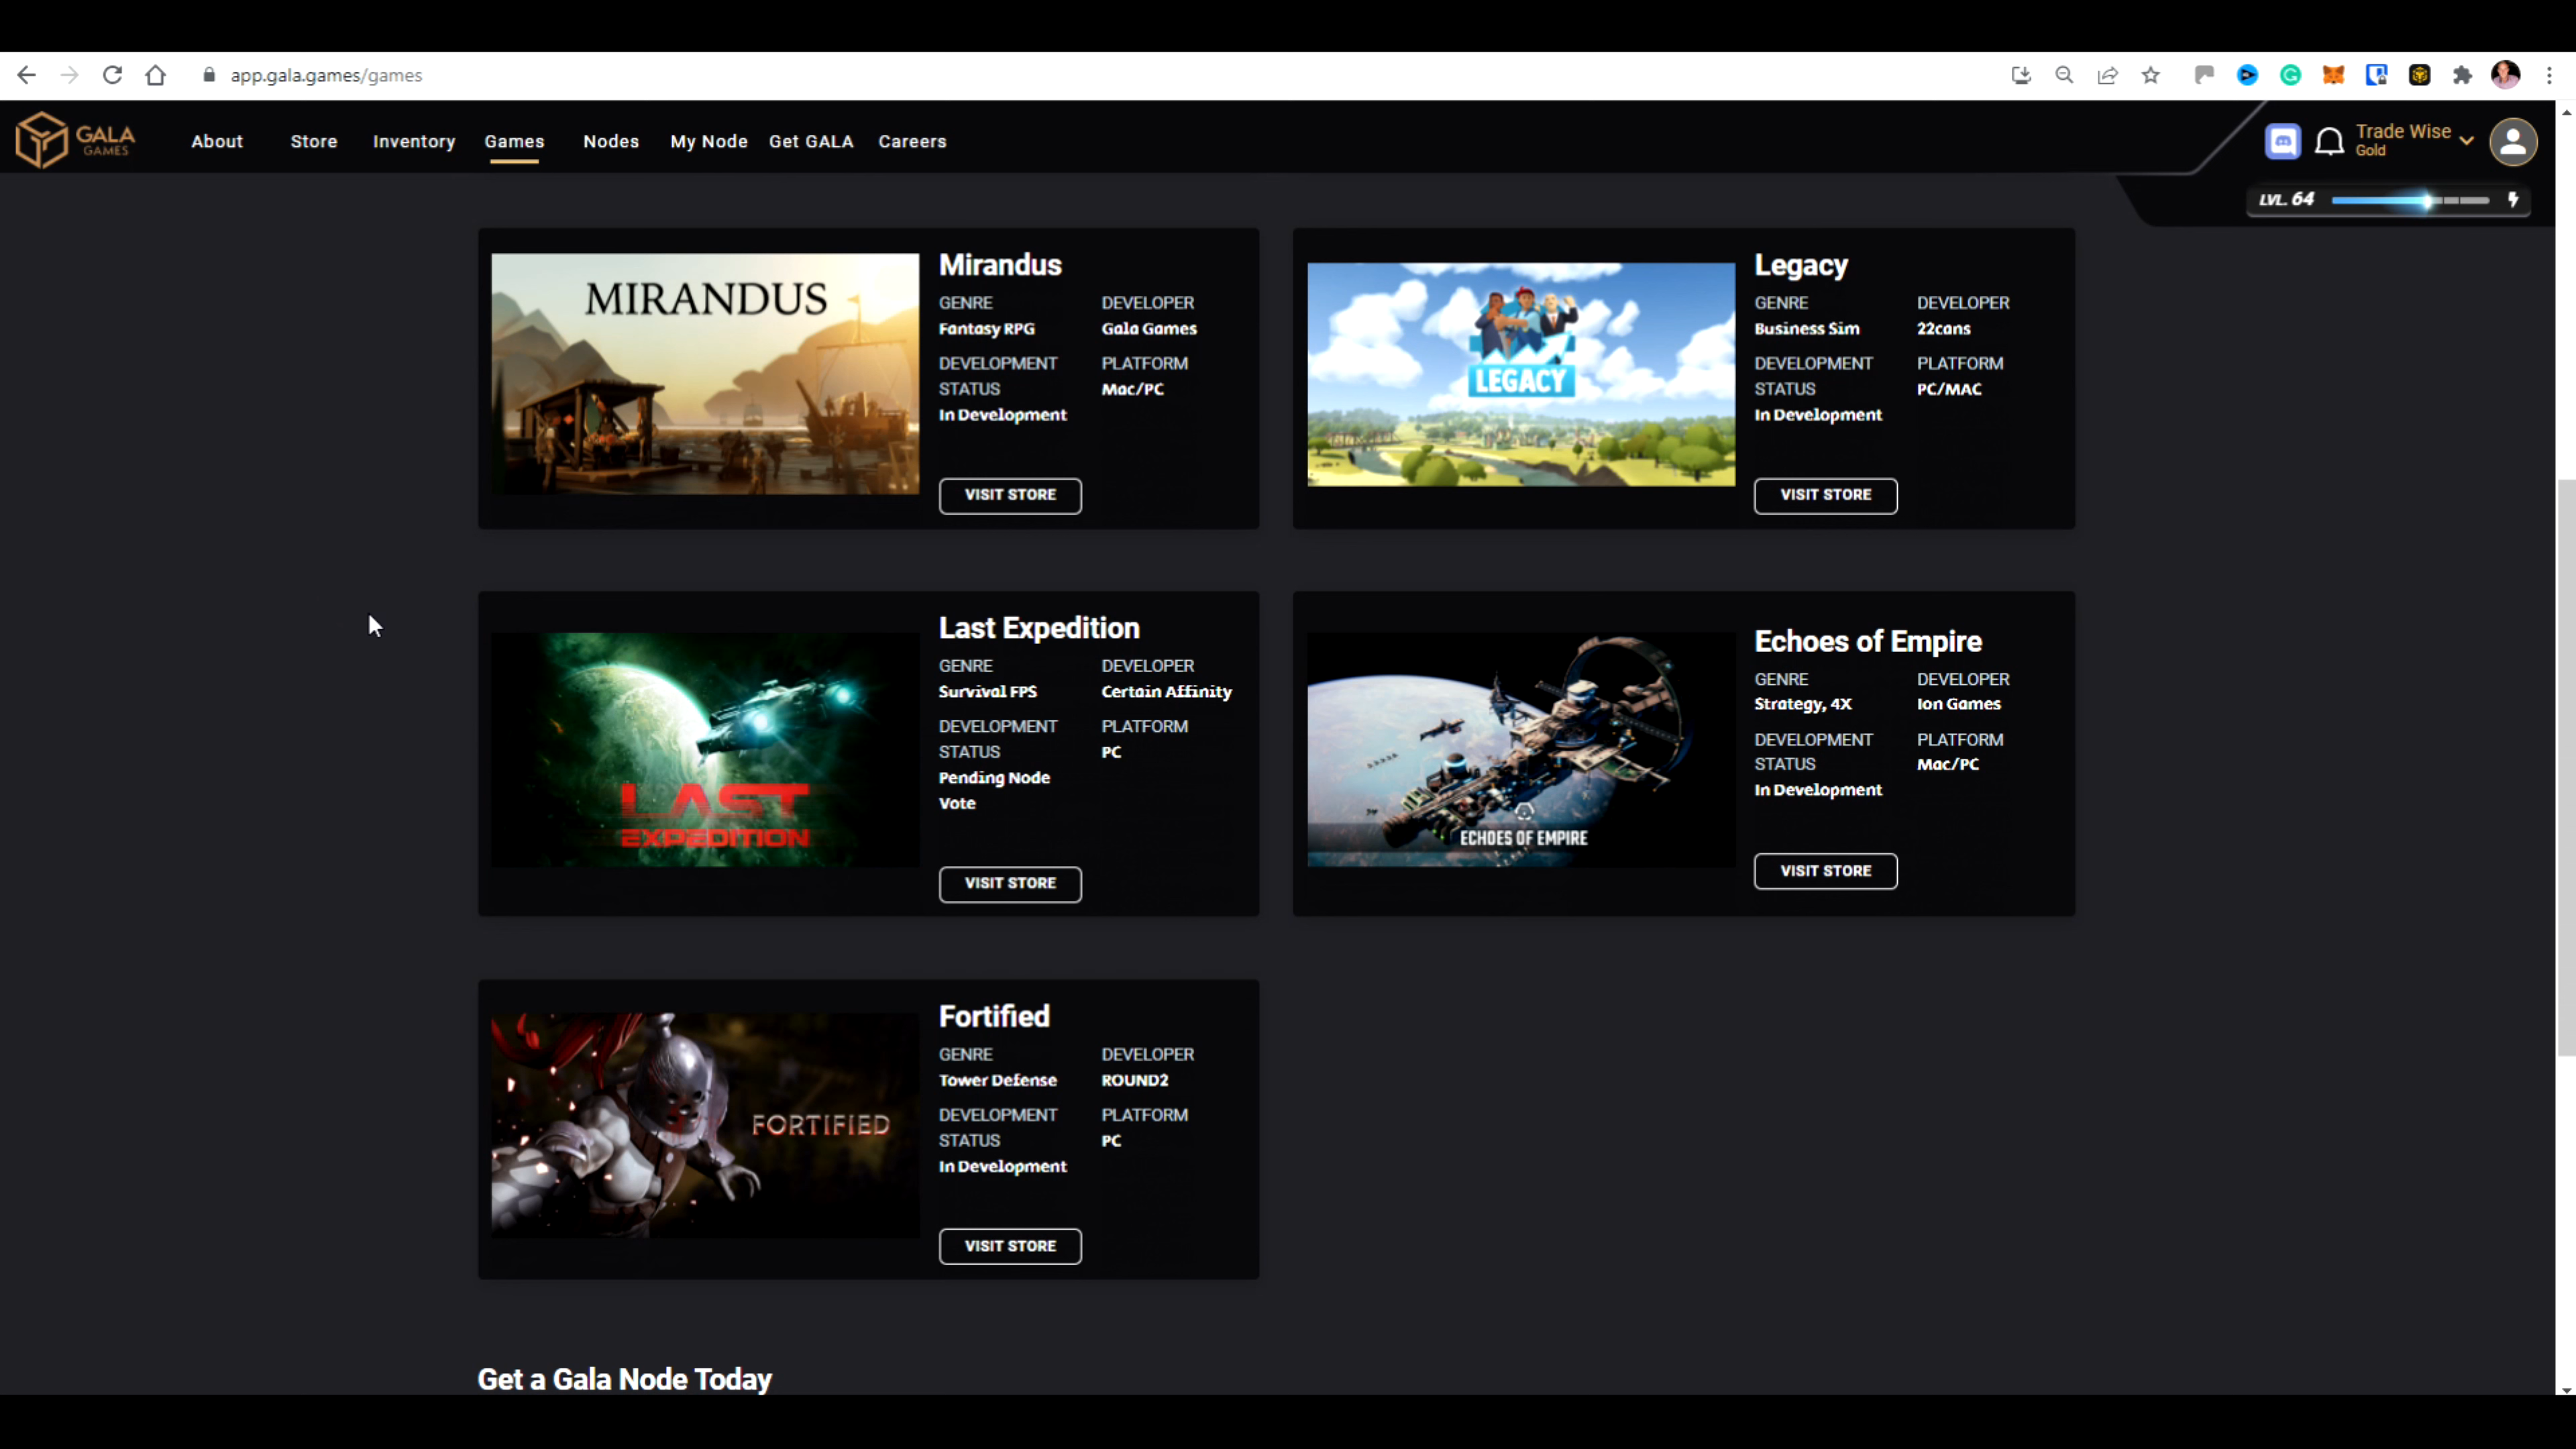 app.gala.games/games
GALA
GAMES
About Store Inventory Games Nodes My Node Get GALA Careers
Trade Wise
Gold
LVL. 64
MIRANDUS
Mirandus
GENRE DEVELOPER
Fantasy RPG Gala Games
DEVELOPMENT PLATFORM
STATUS Mac/PC
In Development
VISIT STORE
LEGACY
Legacy
GENRE DEVELOPER
Business Sim 22cans
DEVELOPMENT PLATFORM
STATUS PC/MAC
In Development
VISIT STORE
LAST
EXPEDITION
Last Expedition
GENRE DEVELOPER
Survival FPS Certain Affinity
DEVELOPMENT PLATFORM
STATUS PC
Pending Node
Vote
VISIT STORE
ECHOES OF EMPIRE
Echoes of Empire
GENRE DEVELOPER
Strategy, 4X Ion Games
DEVELOPMENT PLATFORM
STATUS Mac/PC
In Development
VISIT STORE
FORTIFIED
Fortified
GENRE DEVELOPER
Tower Defense ROUND2
DEVELOPMENT PLATFORM
STATUS PC
In Development
VISIT STORE
Get a Gala Node Today